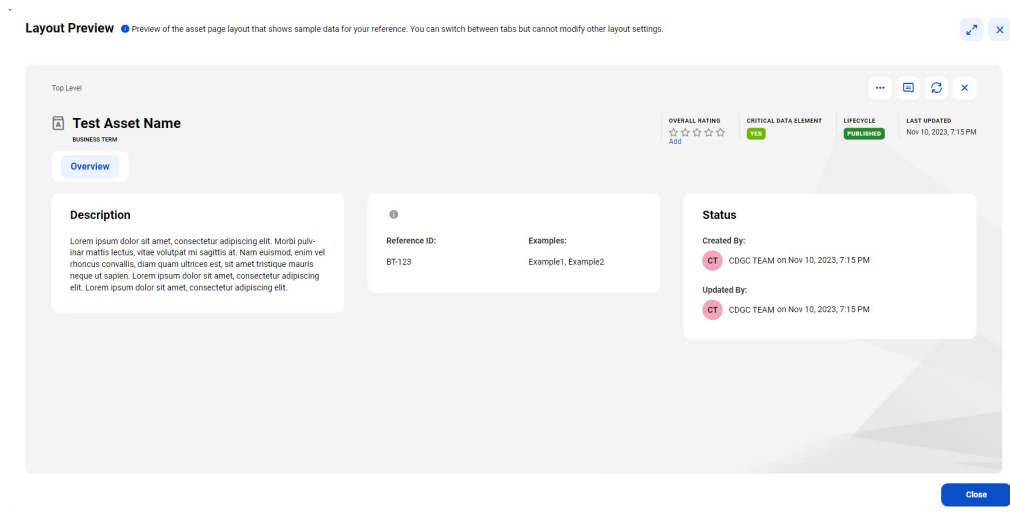 Layout Preview
Preview of the asset page layout that shows sample data for your reference. You can switch between tabs but cannot modify other layout settings.
Top Level
A
Test Asset Name
BUSINESS TERM
OVERALL RATING
Add
CRITICAL DATA ELEMENT
YES
LIFECYCLE
PUBLISHED
LAST UPDATED
Nov 10, 2023, 7:15 PM
Overview
Description
Lorem ipsum dolor sit amet, consectetur adipiscing elit. Morbi pulv-
inar mattis lectus, vitae volutpat mi sagittis at. Nam euismod, enim vel
rhoncus convallis, diam quam ultrices est, sit amet tristique mauris
neque ut sapien. Lorem ipsum dolor sit amet, consectetur adipiscing
elit. Lorem ipsum dolor sit amet, consectetur adipiscing elit.
Reference ID:
BT-123
Examples:
Example1, Example2
Status
Created By:
CT CDGC TEAM on Nov 10, 2023, 7:15 PM
Updated By:
CT CDGC TEAM on Nov 10, 2023, 7:15 PM
Close